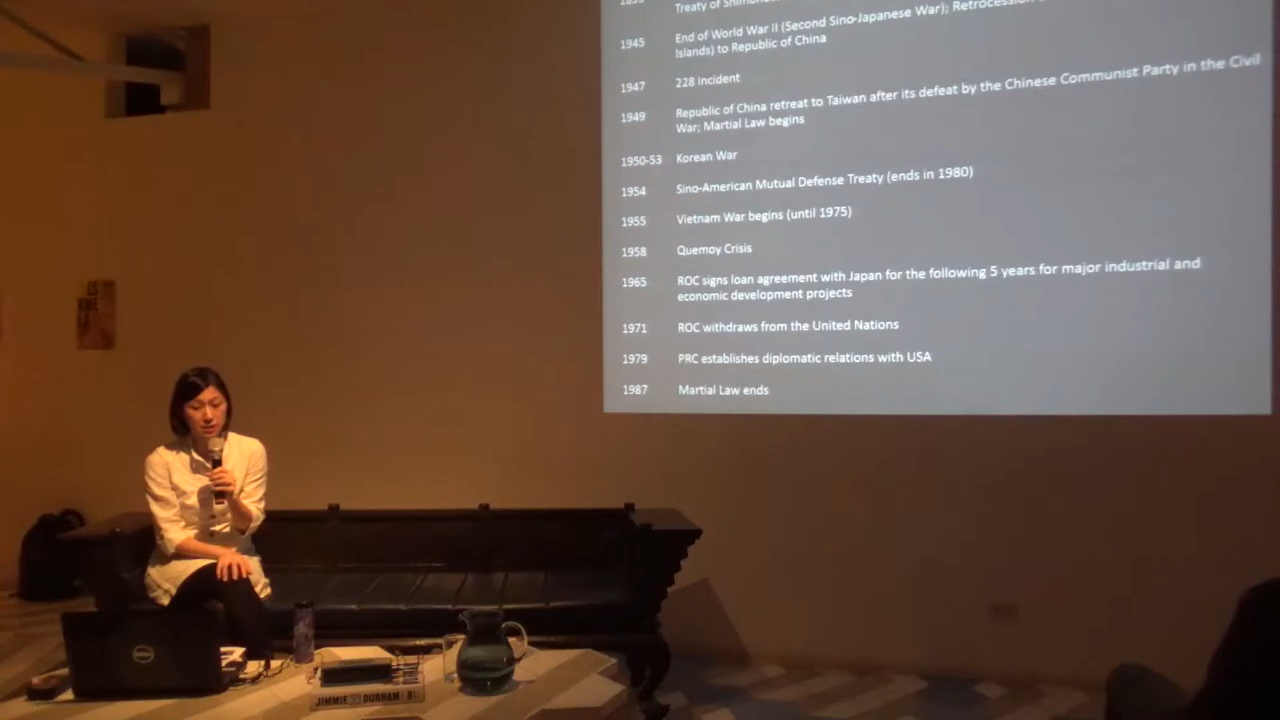 Treaty of
1945 End of World War II (Second Sino-Japanese War); Retrocession
Islands) to Republic of China
1947 228 Incident
1949 Republic of China retreat to Taiwan after its defeat by the Chinese Communist Party in the Civil
War; Martial Law begins
1950-53 Korean War
1954 Sino-American Mutual Defense Treaty (ends in 1980)
1955 Vietnam War begins (until 1975)
1958 Quemoy Crisis
1965 ROC signs loan agreement with Japan for the following 5 years for major industrial and
economic development projects
1971 ROC withdraws from the United Nations
1979 PRC establishes diplomatic relations with USA
1987 Martial Law ends
DELL
JIMMIE DURHAM